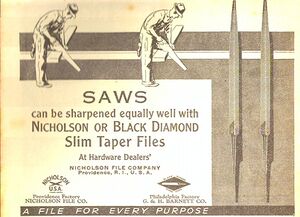 SAWS
can be sharpened equally well with
NICHOLSON OR BLACK DIAMOND
Slim Taper Files
At Hardware Dealers'
NICHOLSON FILE COMPANY
Providence, R. I., U. S. A.
NICHOLSON
U.S.A.
Providence Factory
NICHOLSON FILE CO.
Philadelphia Factory
G. & H. BARNETT CO.
A FILE FOR EVERY PURPOSE